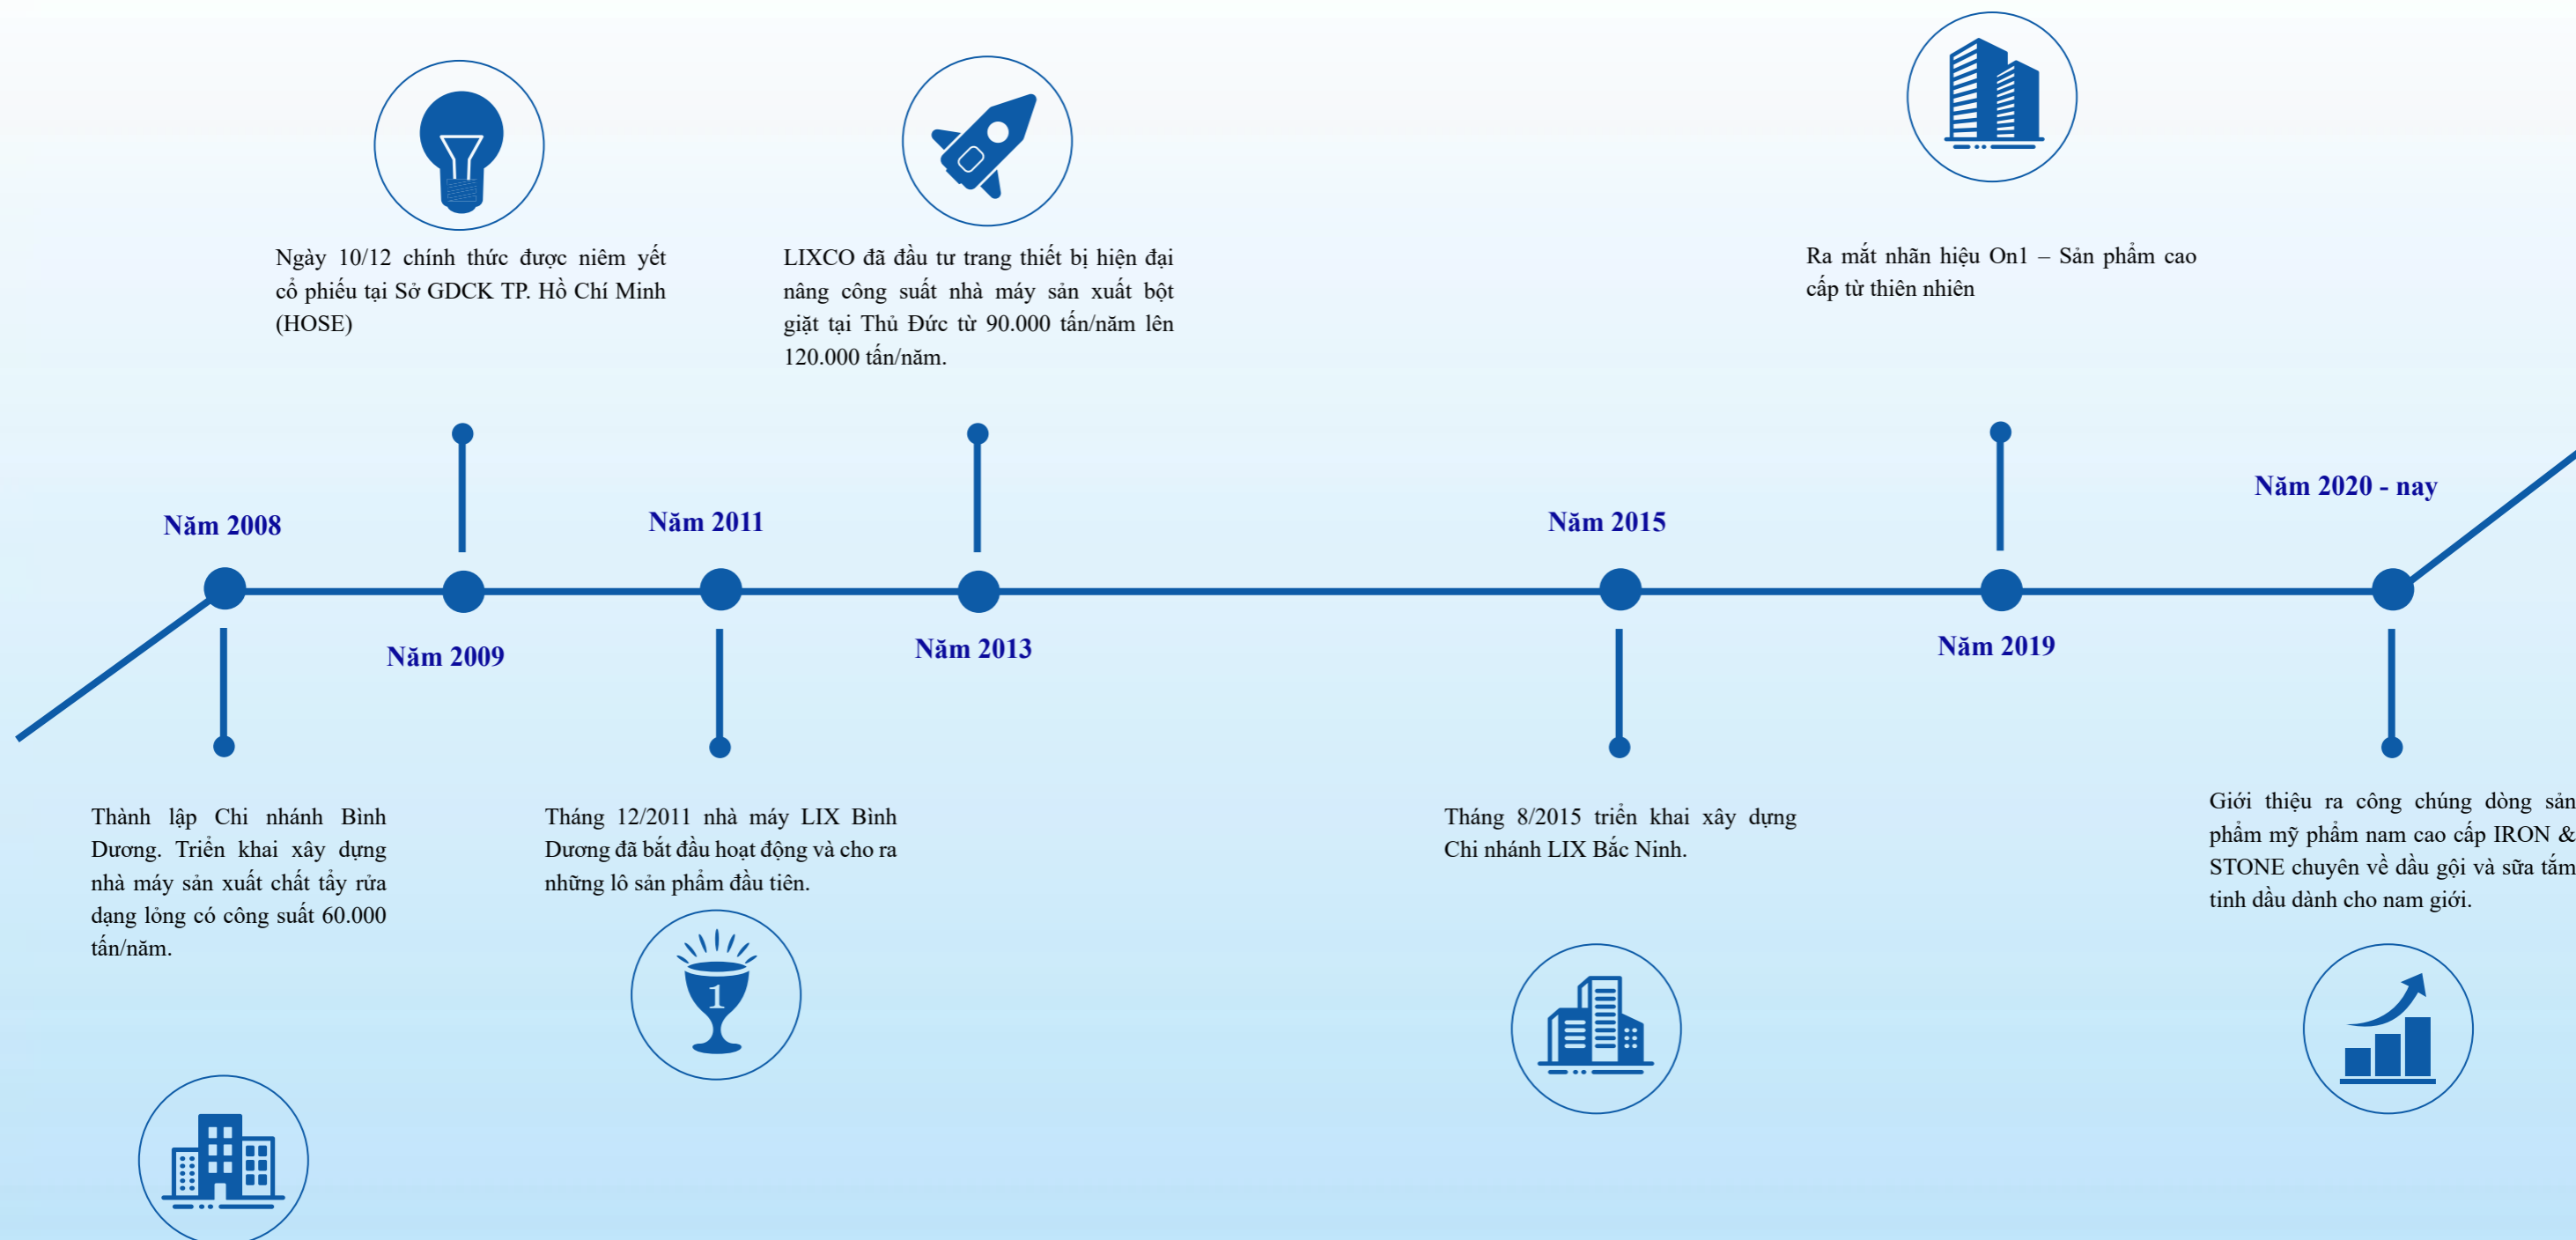 Năm 2008
Thành lập Chi nhánh Bình
Dương. Triển khai xây dựng
nhà máy sản xuất chất tẩy rửa
dạng lỏng có công suất 60.000
tấn/năm.
Ngày 10/12 chính thức được niêm yết
cổ phiếu tại Sở GDCK TP. Hồ Chí Minh
(HOSE)
Năm 2009
Năm 2011
Tháng 12/2011 nhà máy LIX Bình
Dương đã bắt đầu hoạt động và cho ra
những lô sản phẩm đầu tiên.
1
LIXCO đã đầu tư trang thiết bị hiện đại
nâng công suất nhà máy sản xuất bột
giặt tại Thủ Đức từ 90.000 tấn/năm lên
120.000 tấn/năm.
Năm 2013
Năm 2015
Tháng 8/2015 triển khai xây dựng
Chi nhánh LIX Bắc Ninh.
Ra mắt nhãn hiệu On1 – Sản phẩm cao
cấp từ thiên nhiên
Năm 2019
Năm 2020 - nay
Giới thiệu ra công chúng dòng sản
phẩm mỹ phẩm nam cao cấp IRON &
STONE chuyên về dầu gội và sữa tắm
tinh dầu dành cho nam giới.